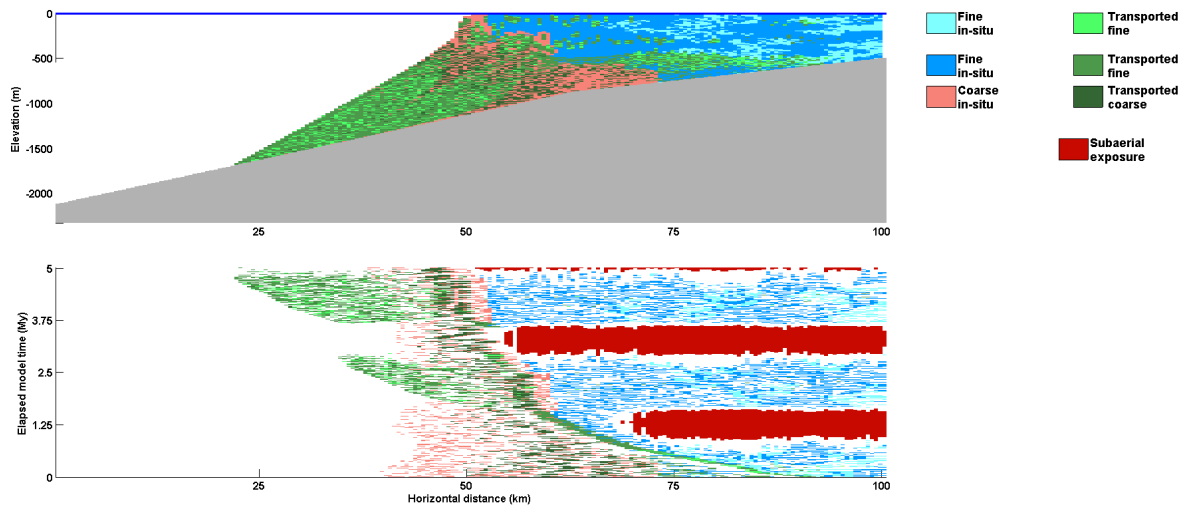 0
-500
-1000
-1500
-2000
Elevation (m)
25
50
75
100
Fine
in-situ
Transported
fine
Fine
in-situ
Transported
fine
Coarse
in-situ
Transported
coarse
Subaerial
exposure
5
3.75
2.5
1.25
0
Elapsed model time (My)
25
50
75
100
Horizontal distance (km)